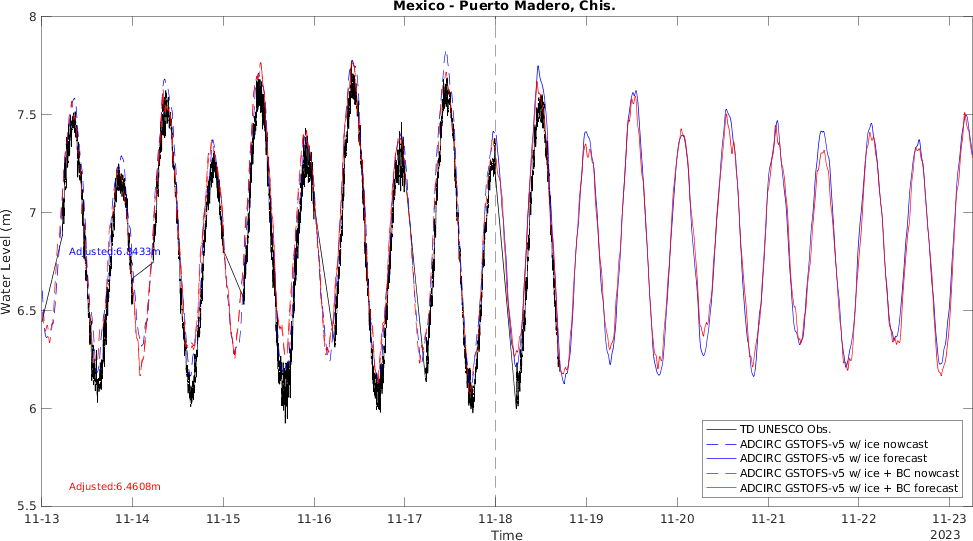 Mexico - Puerto Madero, Chis.
8
7.5
7
6.5
6
5.5
Water Level (m)
Adjusted:6.8433m
Adjusted:6.4608m
TD UNESCO Obs.
ADCIRC GSTOFS-v5 w/ ice nowcast
ADCIRC GSTOFS-v5 w/ ice forecast
ADCIRC GSTOFS-v5 w/ ice + BC nowcast
ADCIRC GSTOFS-v5 w/ ice + BC forecast
11-13 11-14 11-15 11-16 11-17 11-18 11-19 11-20 11-21 11-22 11-23
Time
2023